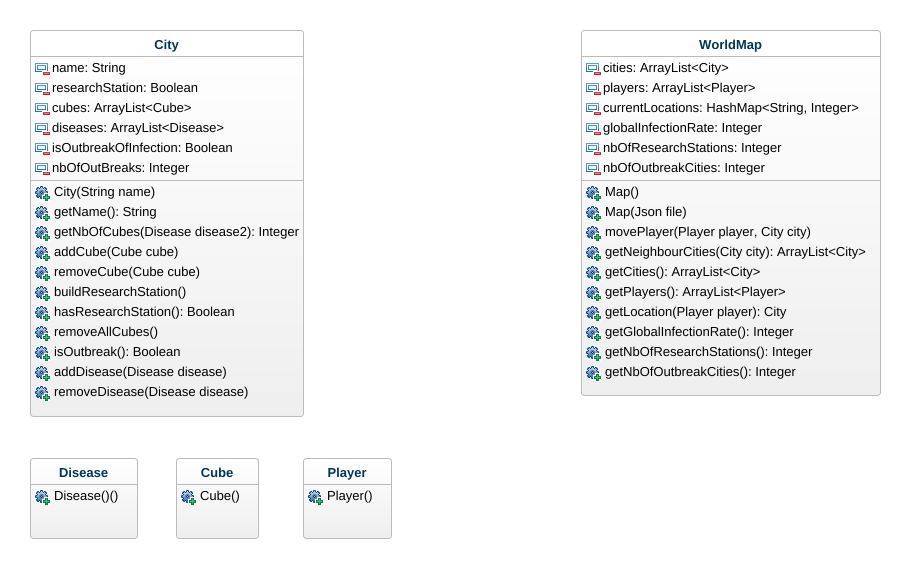 City
name: String
researchStation: Boolean
cubes: ArrayList<Cube>
diseases: ArrayList<Disease>
isOutbreakOfInfection: Boolean
nbOfOutBreaks: Integer
City(String name)
getName(): String
getNbOfCubes(Disease disease2): Integer
addCube(Cube cube)
removeCube(Cube cube)
buildResearchStation()
hasResearchStation(): Boolean
removeAllCubes()
isOutbreak(): Boolean
addDisease(Disease disease)
removeDisease(Disease disease)
WorldMap
cities: ArrayList<City>
players: ArrayList<Player>
currentLocations: HashMap<String, Integer>
globalInfectionRate: Integer
nbOfResearchStations: Integer
nbOfOutbreakCities: Integer
Map()
Map(Json file)
movePlayer(Player player, City city)
getNeighbourCities(City city): ArrayList<City>
getCities(): ArrayList<City>
getPlayers(): ArrayList<Player>
getLocation(Player player): City
getGlobalInfectionRate(): Integer
getNbOfResearchStations(): Integer
getNbOfOutbreakCities(): Integer
Disease
Disease()()
Cube
Cube()
Player
Player()